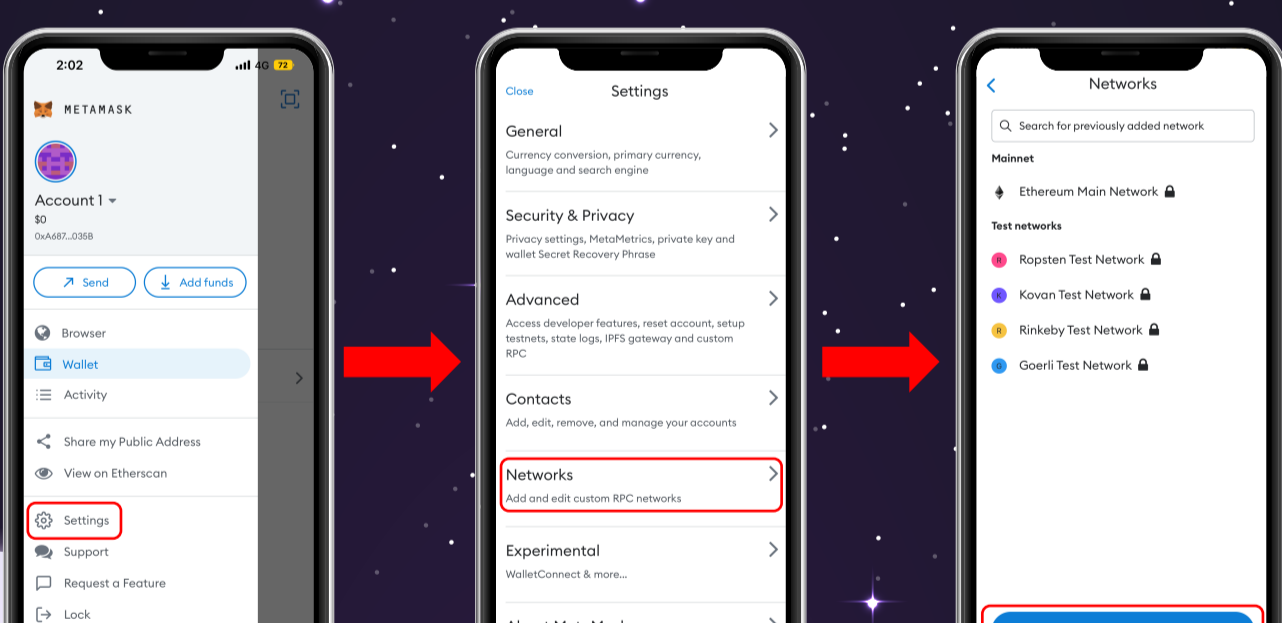 2:02
4G 72
METAMASK
Account 1
$0
0xA687...035B
Send
Add funds
Browser
Wallet
Activity
Share my Public Address
View on Etherscan
Settings
Support
Request a Feature
Lock
Close
Settings
General
Currency conversion, primary currency,
language and search engine
Security & Privacy
Privacy settings, MetaMetrics, private key and
wallet Secret Recovery Phrase
Advanced
Access developer features, reset account, setup
testnets, state logs, IPFS gateway and custom
RPC
Contacts
Add, edit, remove, and manage your accounts
Networks
Add and edit custom RPC networks
Experimental
WalletConnect & more...
Networks
Search for previously added network
Mainnet
Ethereum Main Network
Test networks
R Ropsten Test Network
K Kovan Test Network
R Rinkeby Test Network
G Goerli Test Network